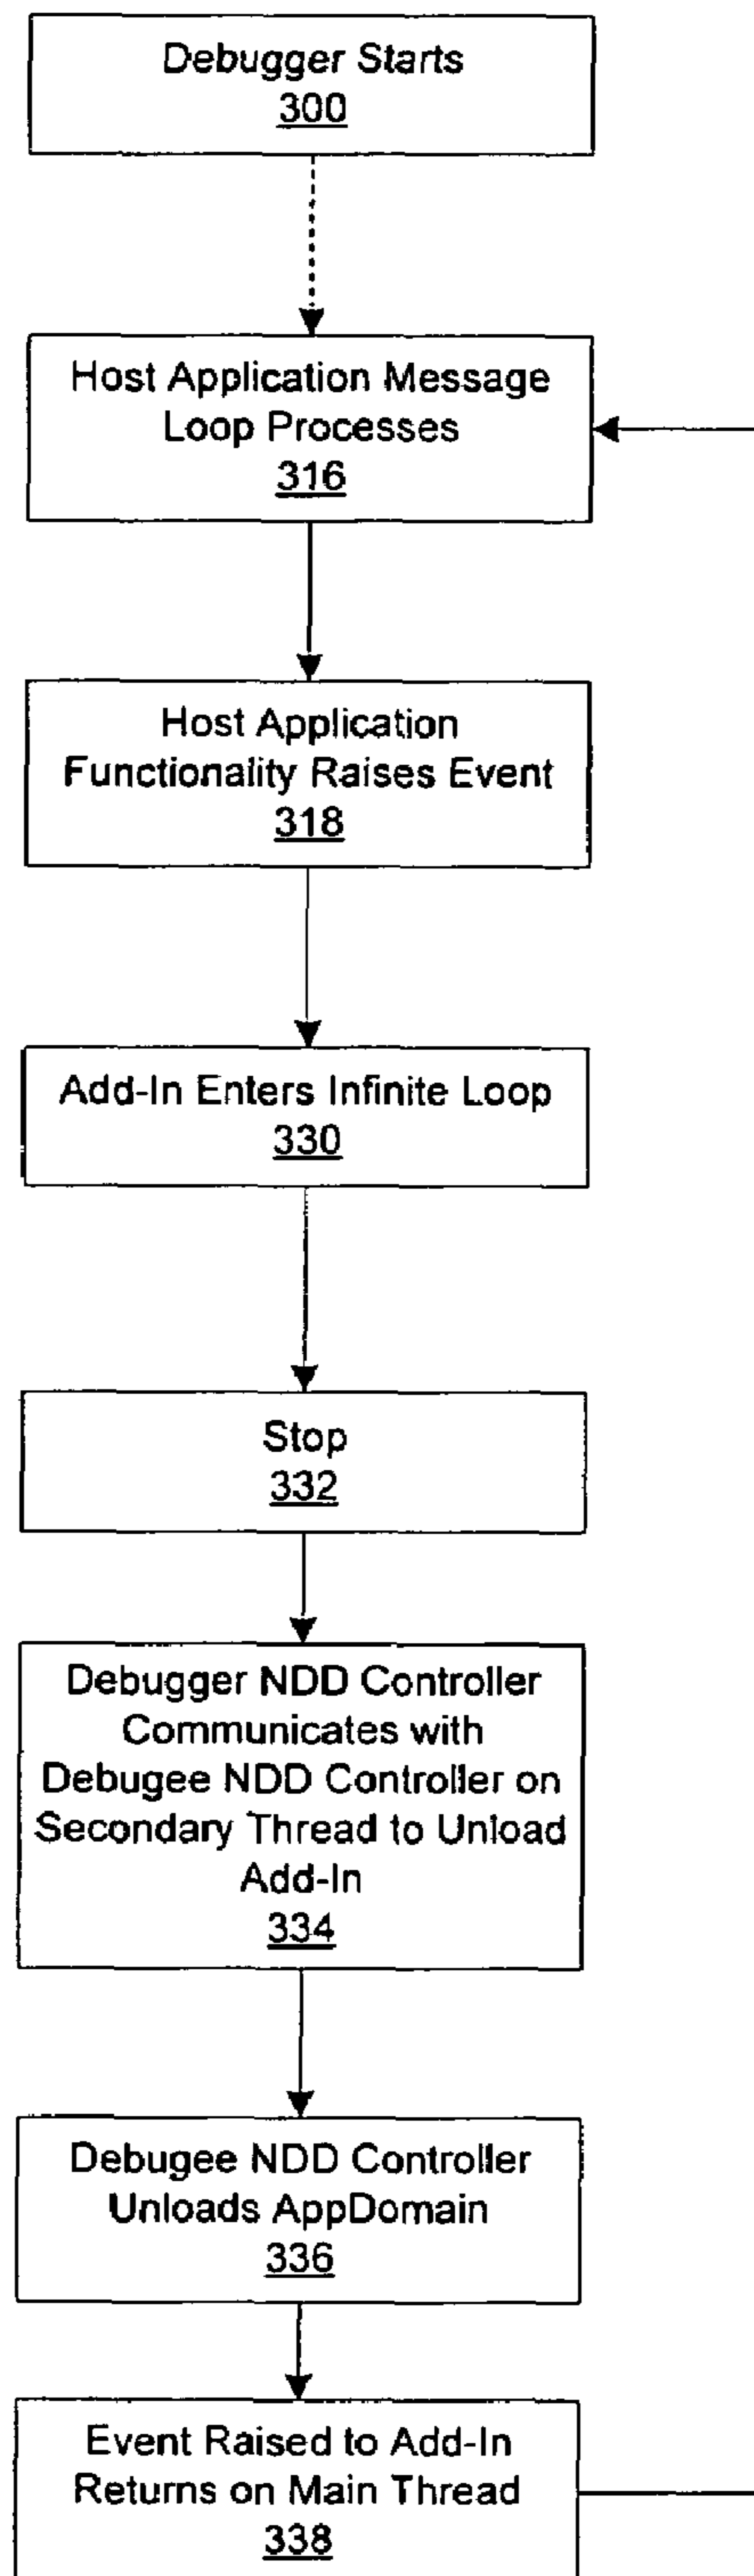 Debugger Starts
300
Host Application Message
Loop Processes
316
Host Application
Functionality Raises Event
318
Add-In Enters Infinite Loop
330
Stop
332
Debugger NDD Controller
Communicates with
Debugee NDD Controller on
Secondary Thread to Unload
Add-In
334
Debugee NDD Controller
Unloads AppDomain
336
Event Raised to Add-In
Returns on Main Thread
338